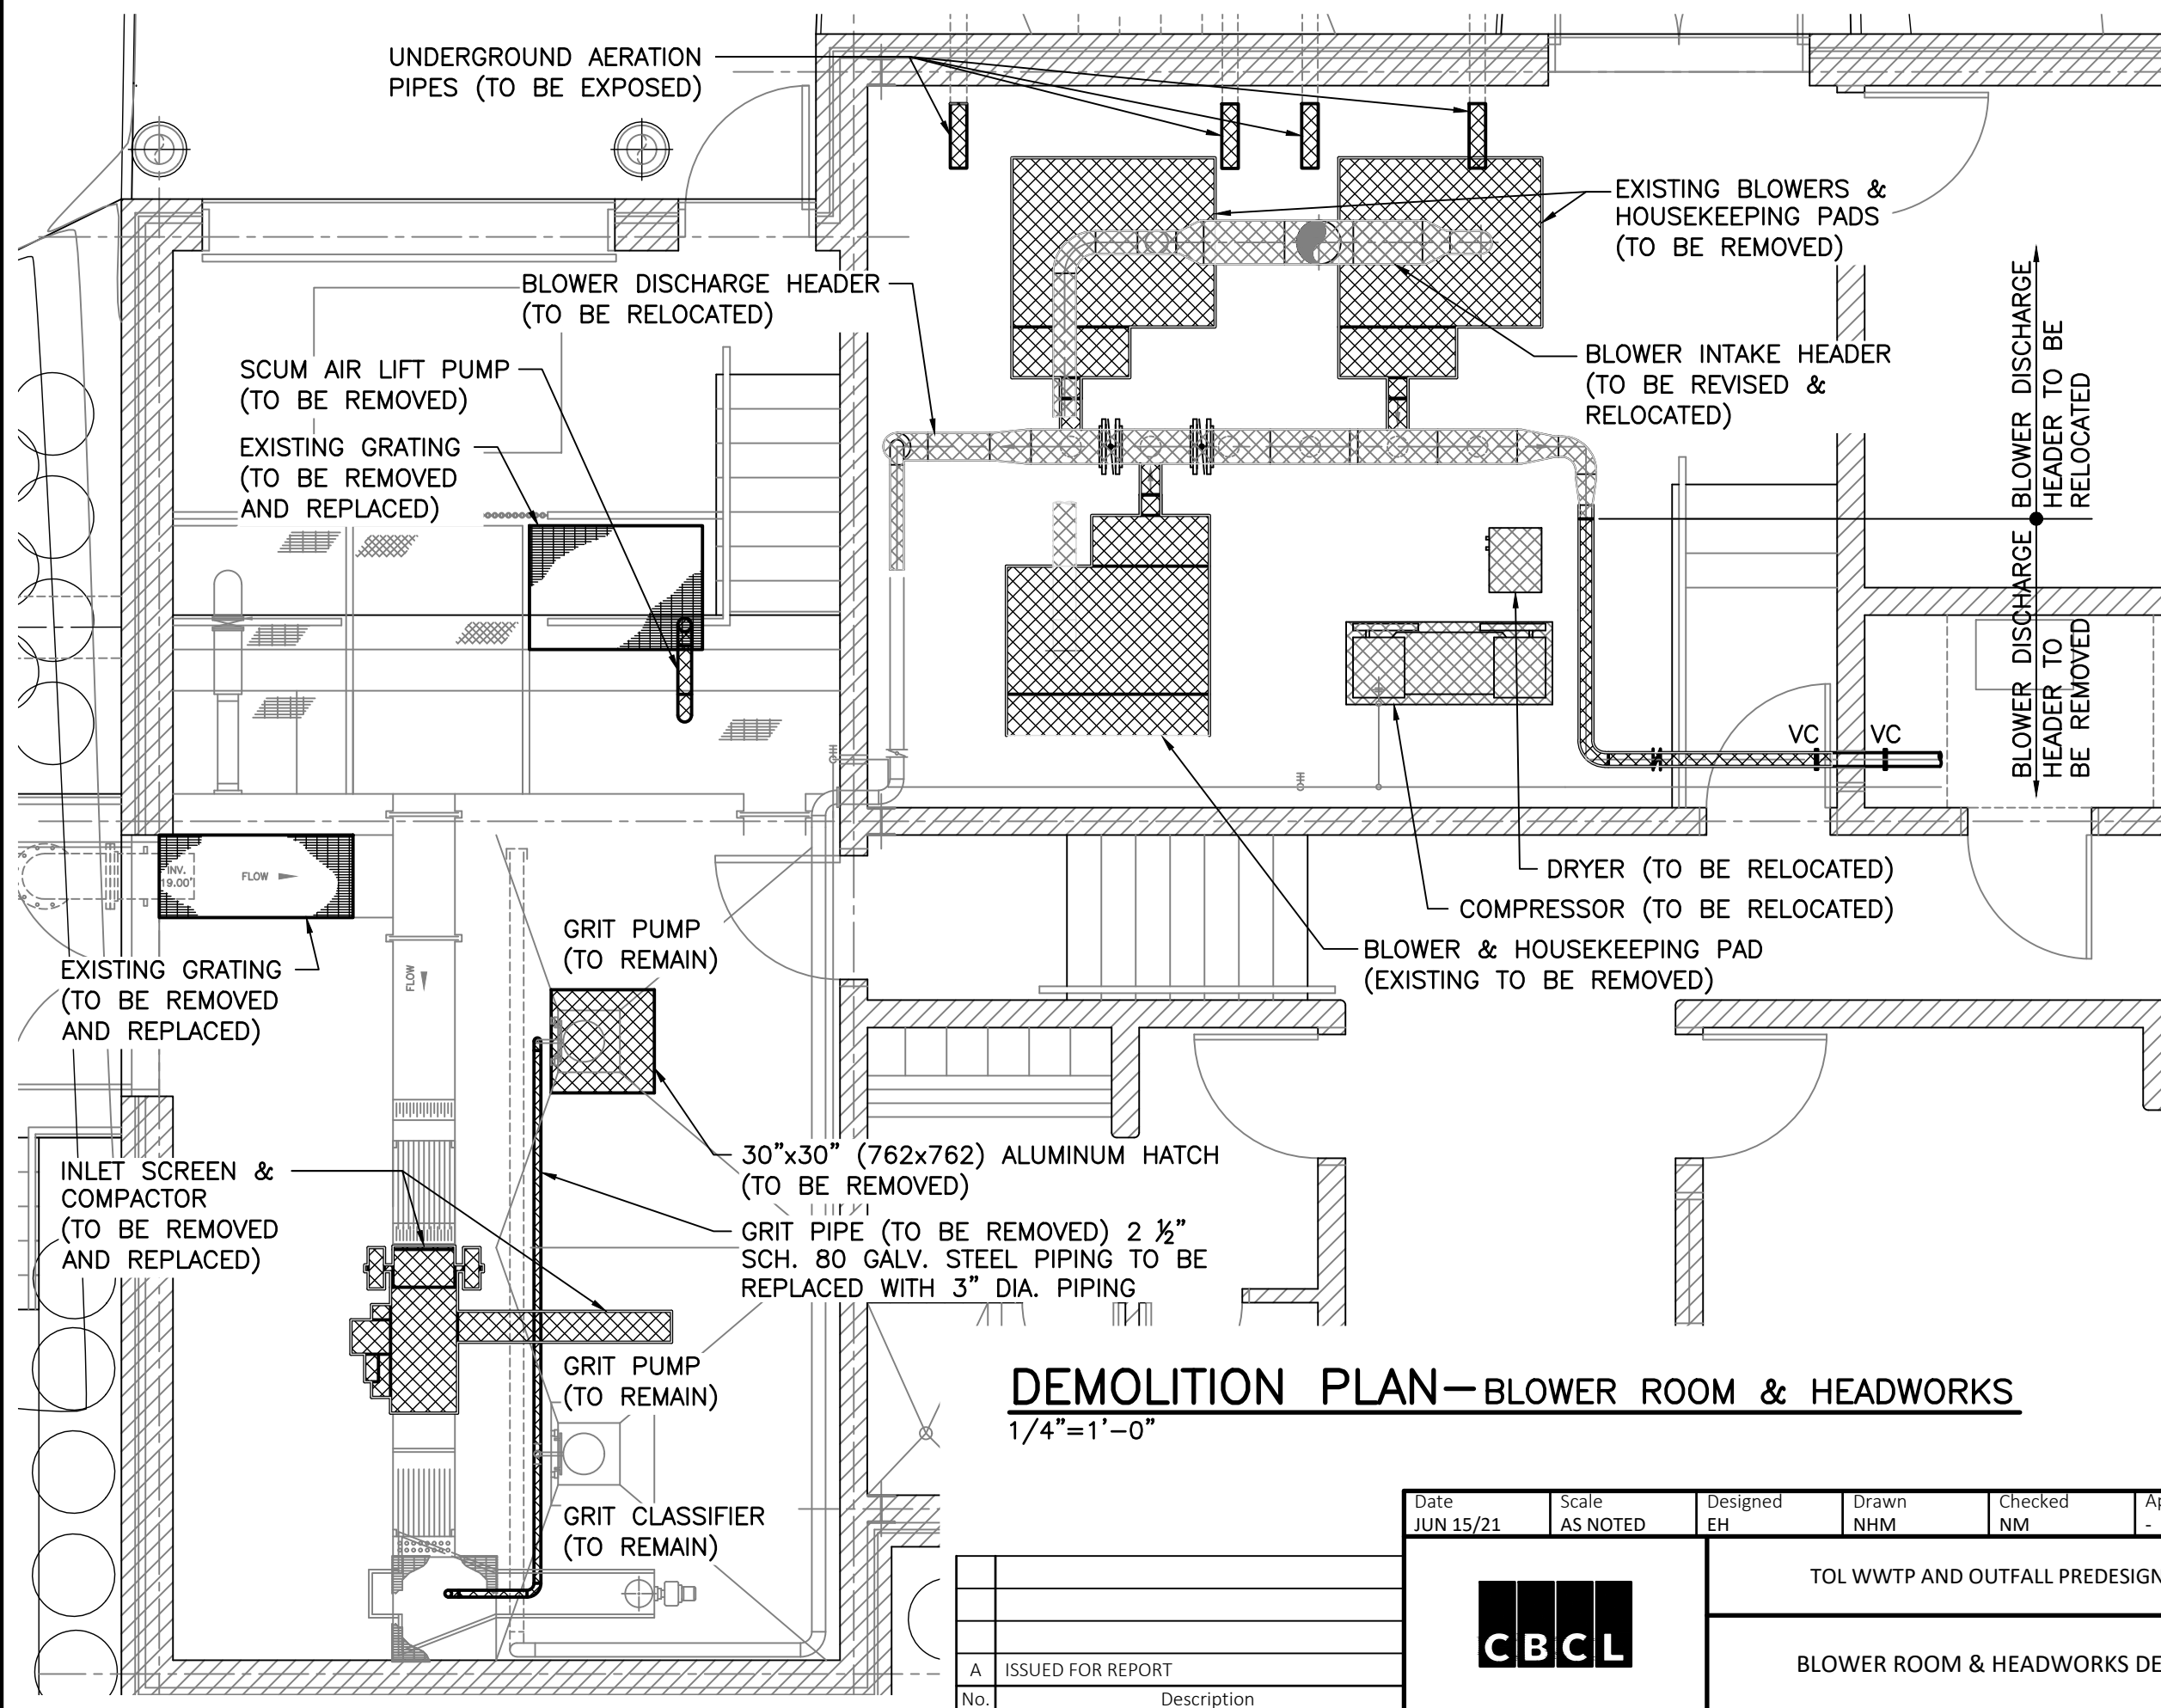 UNDERGROUND AERATION
PIPES (TO BE EXPOSED)
EXISTING BLOWERS &
HOUSEKEEPING PADS
(TO BE REMOVED)
BLOWER DISCHARGE HEADER
(TO BE RELOCATED)
BLOWER INTAKE HEADER
(TO BE REVISED &
RELOCATED)
BLOWER DISCHARGE
HEADER TO BE
RELOCATED
SCUM AIR LIFT PUMP
(TO BE REMOVED)
EXISTING GRATING
(TO BE REMOVED
AND REPLACED)
BLOWER DISCHARGE
HEADER TO
BE REMOVED
VC
VC
DRYER (TO BE RELOCATED)
COMPRESSOR (TO BE RELOCATED)
BLOWER & HOUSEKEEPING PAD
(EXISTING TO BE REMOVED)
INV.
19.00'
FLOW
EXISTING GRATING
(TO BE REMOVED
AND REPLACED)
FLOW
GRIT PUMP
(TO REMAIN)
30"x30" (762x762) ALUMINUM HATCH
(TO BE REMOVED)
GRIT PIPE (TO BE REMOVED) 2 ½"
SCH. 80 GALV. STEEL PIPING TO BE
REPLACED WITH 3" DIA. PIPING
INLET SCREEN &
COMPACTOR
(TO BE REMOVED
AND REPLACED)
GRIT PUMP
(TO REMAIN)
GRIT CLASSIFIER
(TO REMAIN)
DEMOLITION PLAN-BLOWER ROOM & HEADWORKS
1/4"=1'-0"
Date
JUN 15/21
Scale
AS NOTED
Designed
EH
Drawn
NHM
Checked
NM
Ap
-
TOL WWTP AND OUTFALL PREDESIGN
CBCL
BLOWER ROOM & HEADWORKS DE
A ISSUED FOR REPORT
No. Description